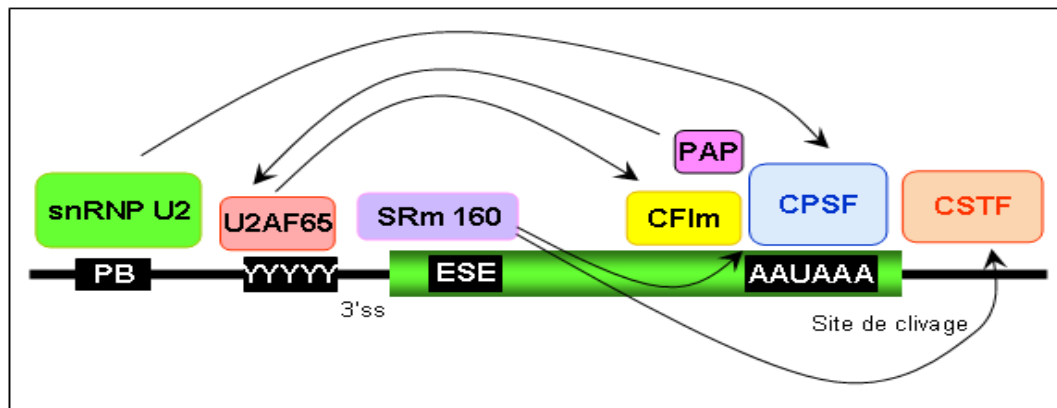 PAP
snRNP U2
U2AF65
SRm 160
CFIm
CPSF
CSTF
PB
YYYYY
ESE
AAUAAA
3'ss
Site de clivage